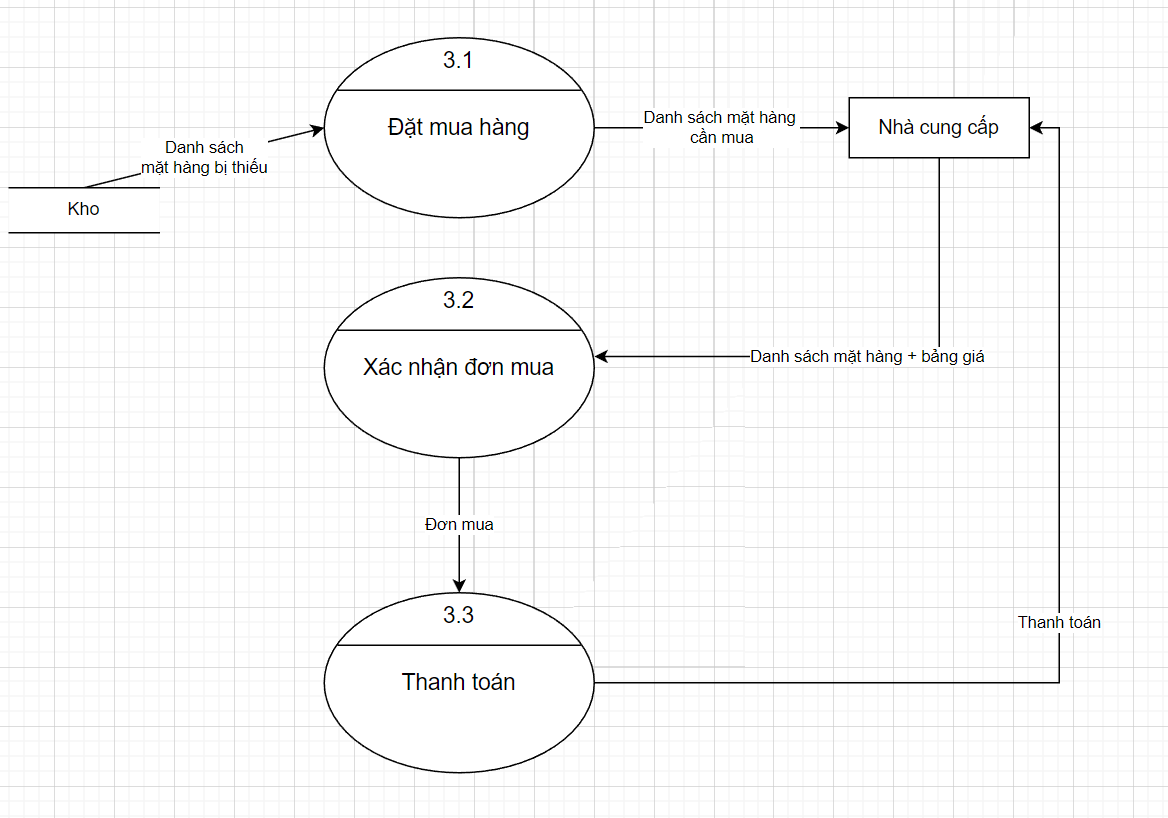 3.1
Đặt mua hàng
Danh sách mặt hàng
cần mua
Nhà cung cấp
Danh sách
mặt hàng bị thiếu
Kho
3.2
Xác nhận đơn mua
Danh sách mặt hàng + bảng giá
Đơn mua
3.3
Thanh toán
Thanh toán